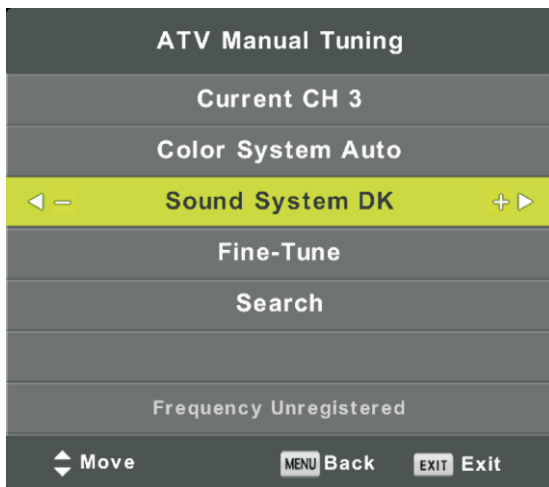 ATV Manual Tuning
Current CH 3
Color System Auto
Sound System DK
Fine-Tune
Search
Frequency Unregistered
Move MENU Back EXIT Exit